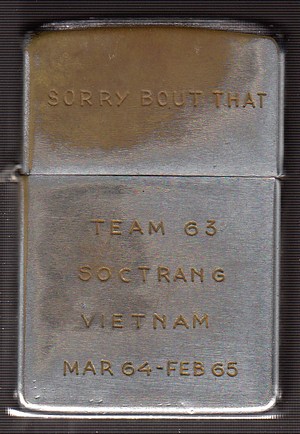 SORRY BOUT THAT
TEAM 63
SOCTRANG
VIETNAM
MAR 64-FEB 65